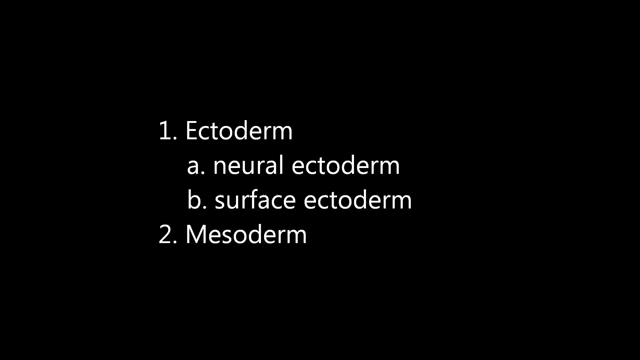 1. Ectoderm
a. neural ectoderm
b. surface ectoderm
2. Mesoderm